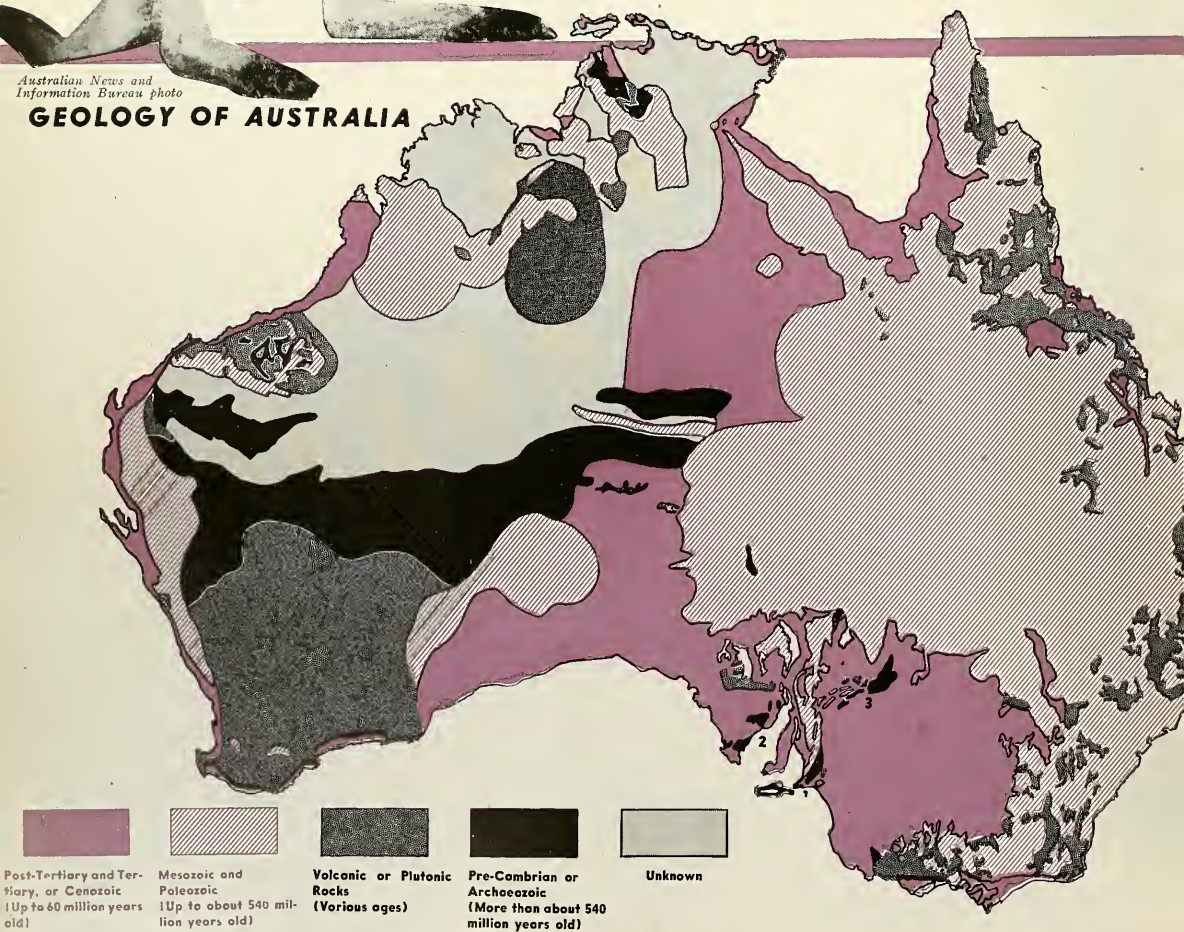 Australian News and
Information Bureau photo
GEOLOGY OF AUSTRALIA
3
2
1
Post-Tertiary and Ter-
tiary, or Cenozoic
(Up to 60 million years
old)
Mesozoic and
Paleozoic
(Up to about 540 mil-
lion years old)
Volcanic or Plutonic
Rocks
(Various ages)
Pre-Cambrian or
Archaeozoic
(More than about 540
million years old)
Unknown